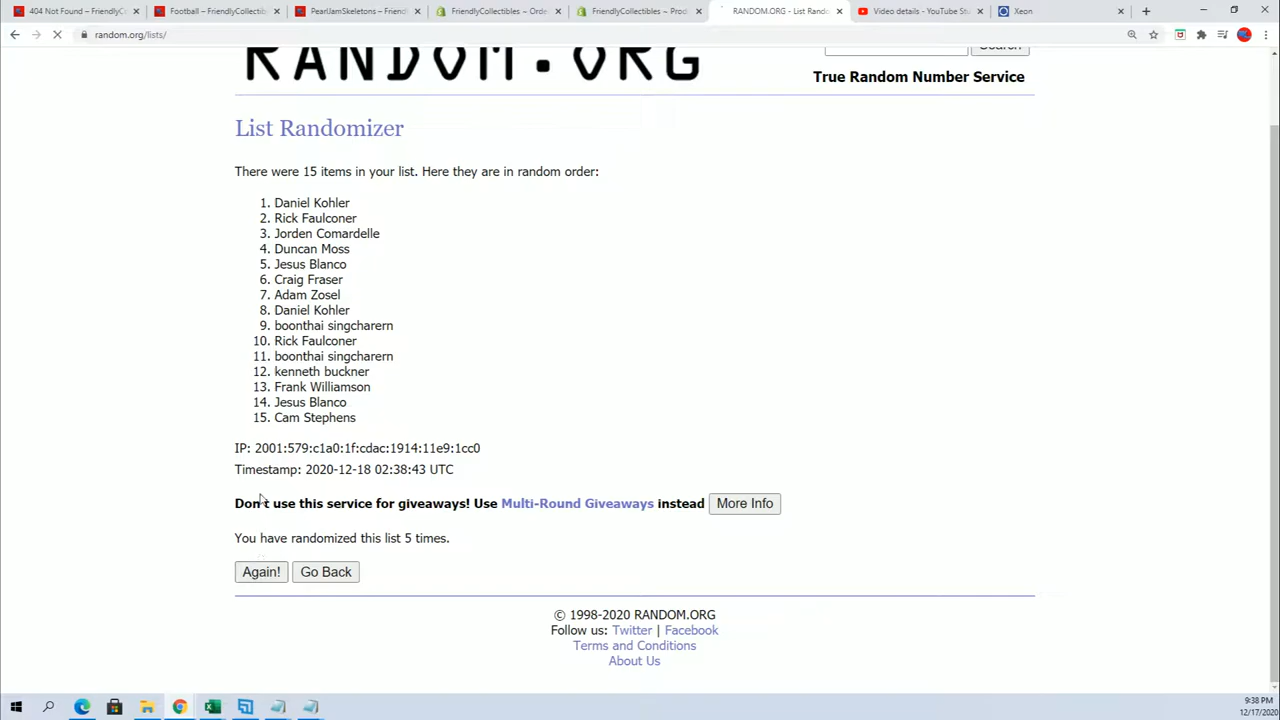 404 Not Found – FriendlyC
Football – FriendlyCollectib
PearlJamSkeletons – Friendly
FriendlyCollectibles ~ Orde
FriendlyCollectibles ~ Prod
RANDOM.ORG - List Rando
Video details - YouTube Stu
Xeon
random.org/lists/
RANDOM.ORG
Search
True Random Number Service
List Randomizer
There were 15 items in your list. Here they are in random order:
1. Daniel Kohler
2. Rick Faulconer
3. Jorden Comardelle
4. Duncan Moss
5. Jesus Blanco
6. Craig Fraser
7. Adam Zosel
8. Daniel Kohler
9. boonthai singcharern
10. Rick Faulconer
11. boonthai singcharern
12. kenneth buckner
13. Frank Williamson
14. Jesus Blanco
15. Cam Stephens
IP: 2001:579:c1a0:1f:cdac:1914:11e9:1cc0
Timestamp: 2020-12-18 02:38:43 UTC
Don't use this service for giveaways! Use Multi-Round Giveaways instead More Info
You have randomized this list 5 times.
Again! Go Back
© 1998-2020 RANDOM.ORG
Follow us: Twitter | Facebook
Terms and Conditions
About Us
9:38 PM
12/17/2020